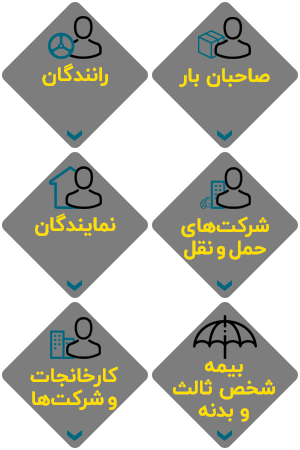 صاحبان بار
رانندگان
شرکت‌های
حمل و نقل
نمایندگان
بیمه
شخص ثالث
و بدنه
کارخانجات
و شرکت‌ها